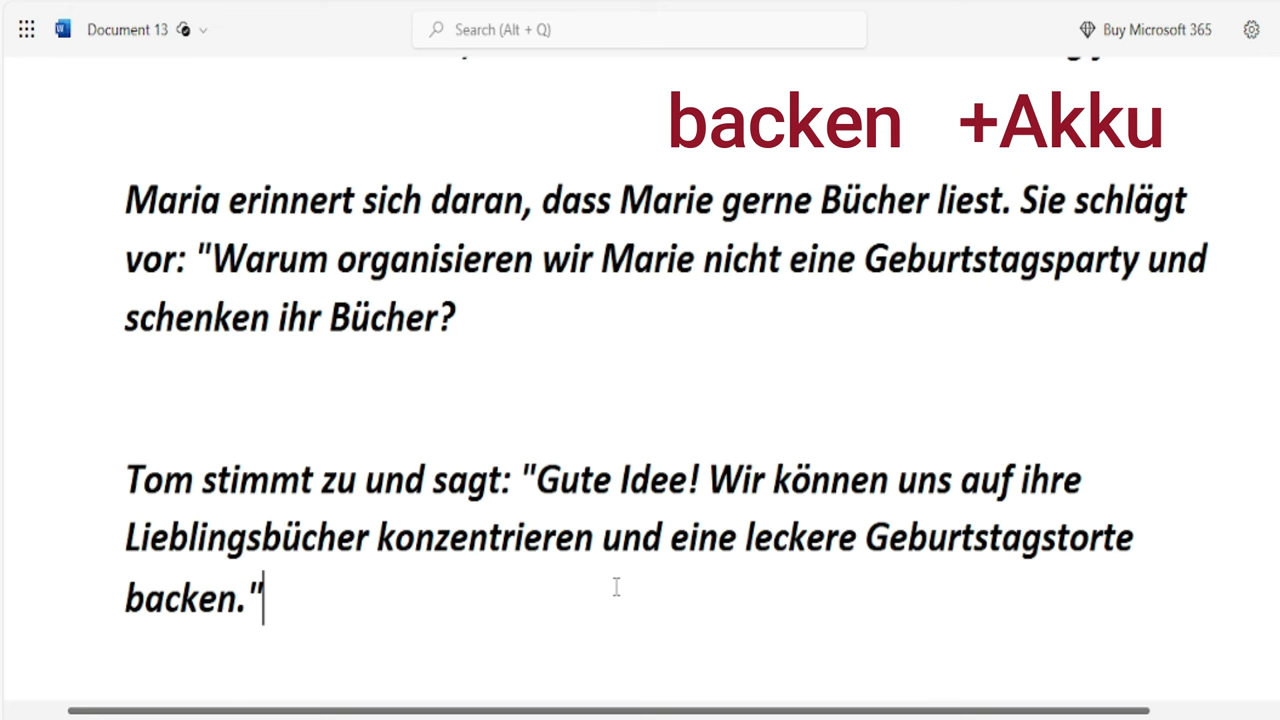 Document 13
Search (Alt + Q)
Buy Microsoft 365
backen +Akku
Maria erinnert sich daran, dass Marie gerne Bücher liest. Sie schlägt
vor: "Warum organisieren wir Marie nicht eine Geburtstagsparty und
schenken ihr Bücher?
Tom stimmt zu und sagt: "Gute Idee! Wir können uns auf ihre
Lieblingsbücher konzentrieren und eine leckere Geburtstagstorte
backen."